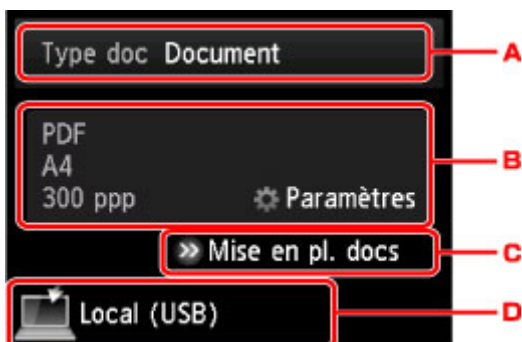 Type doc Document A
PDF
A4 B
300 ppp Paramètres
Mise en pl. docs C
Local (USB) D